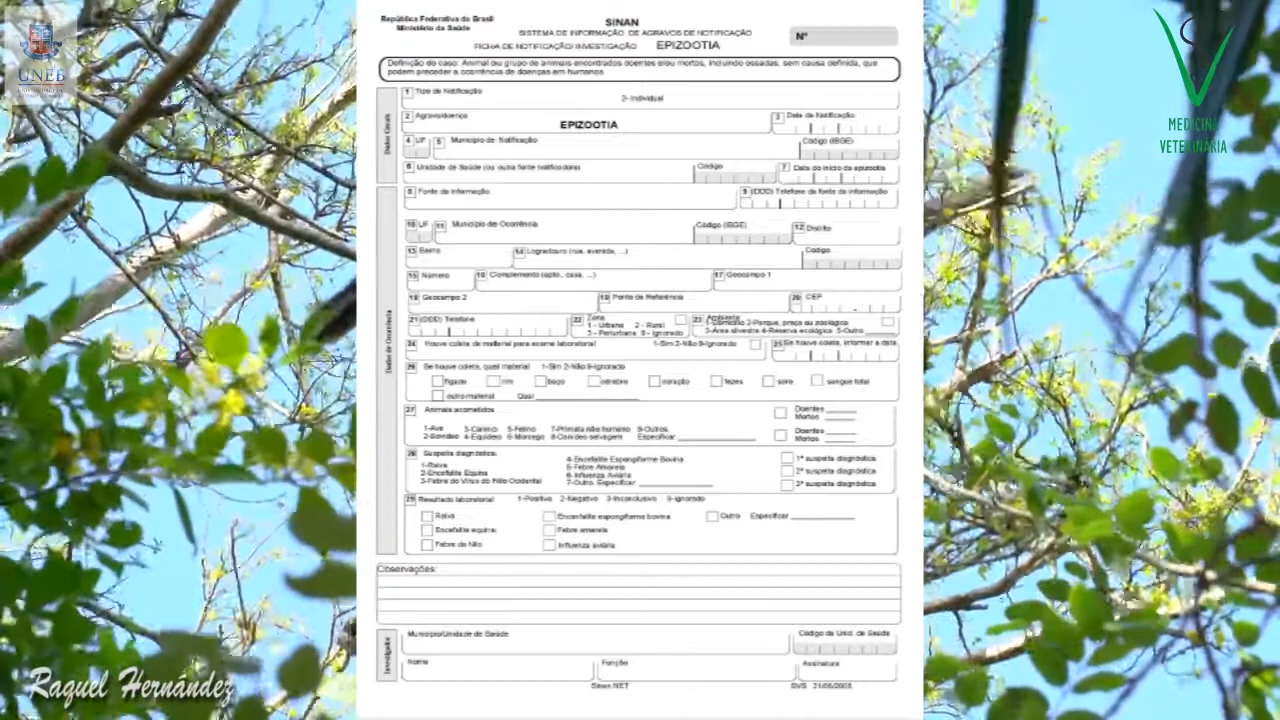 UNEB
República Federativa do Brasil
Ministério da Saúde
SINAN
SISTEMA DE INFORMAÇÃO DE AGRAVOS DE NOTIFICAÇÃO
FICHA DE NOTIFICAÇÃO/INVESTIGAÇÃO EPIZOOTIA
Nº
MEDICINA
VETERINÁRIA
Definição de caso: Animal ou grupo de animais encontrados doentes e/ou mortos, incluindo ossadas, sem causa definida, que
podem preceder a ocorrência de doenças em humanos
Dados Gerais
1 Tipo de Notificação
2- Individual
2 Agravo/doença
EPIZOOTIA
3 Data da Notificação
4 UF 5 Município de Notificação Código (IBGE)
6 Unidade de Saúde (ou outra fonte notificadora) Código 7 Data do início da epizootia
Dados de Ocorrência
8 Fonte da informação 9 (DDD) Telefone da fonte da informação
10 UF 11 Município de Ocorrência Código (IBGE) 12 Distrito
13 Bairro 14 Logradouro (rua, avenida, ...) Código
15 Número 16 Complemento (apto., casa, ...) 17 Geocampo 1
18 Geocampo 2 19 Ponto de Referência 20 CEP
21 (DDD) Telefone 22 Zona
1 - Urbana 2 - Rural
3 - Periurbana 9 - Ignorado
23 Ambiente
1-Domicílio 2-Parque, praça ou zoológico
3-Área silvestre 4-Reserva ecológica 5-Outro
24 Houve coleta de material para exame laboratorial 1-Sim 2-Não 9-Ignorado 25 Se houve coleta, informar a data
26 Se houve coleta, qual material 1-Sim 2-Não 9-Ignorado
fígado rim baço cérebro coração fezes soro sangue total
outro material Qual
27 Animais acometidos
1-Ave 3-Canino 5-Felino 7-Primata não humano 9-Outros.
2-Bovídeo 4-Equídeo 6-Morcego 8-Canídeo selvagem Especificar
Doentes
Mortos
Doentes
Mortos
28 Suspeita diagnóstica:
1-Raiva
2-Encefalite Equina
3-Febre do Vírus do Nilo Ocidental
4-Encefalite Espongiforme Bovina
5-Febre Amarela
6-Influenza Aviária
7-Outro. Especificar
1ª suspeita diagnóstica
2ª suspeita diagnóstica
3ª suspeita diagnóstica
29 Resultado laboratorial 1-Positivo 2-Negativo 3-Inconclusivo 9-Ignorado
Raiva Encefalite espongiforme bovina Outro Especificar
Encefalite equina Febre amarela
Febre do Nilo Influenza aviária
Observações:
Investigador
Município/Unidade de Saúde Código da Unid. de Saúde
Nome Função Assinatura
Sinan NET SVS 21/06/2008
Raquel Hernández